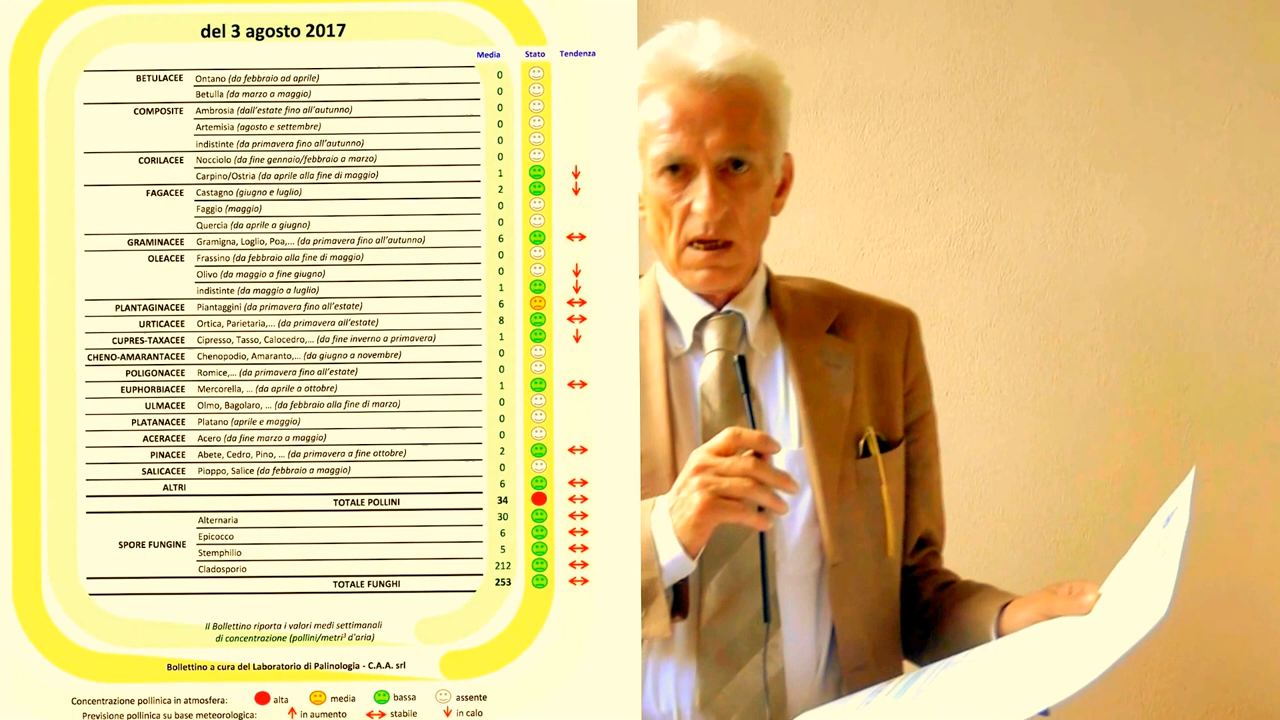 del 3 agosto 2017
Media Stato Tendenza
BETULACEE Ontano (da febbraio ad aprile) 0
Betulla (da marzo a maggio) 0
COMPOSITE Ambrosia (dall'estate fino all'autunno) 0
Artemisia (agosto e settembre) 0
indistinte (da primavera fino all'autunno) 0
CORILACEE Nocciolo (da fine gennaio/febbraio a marzo) 0
Carpino/Ostria (da aprile alla fine di maggio) 1
FAGACEE Castagno (giugno e luglio) 2
Faggio (maggio) 0
Quercia (da aprile a giugno) 0
GRAMINACEE Gramigna, Loglio, Poa,... (da primavera fino all'autunno) 6
OLEACEE Frassino (da febbraio alla fine di maggio) 0
Olivo (da maggio a fine giugno) 0
indistinte (da maggio a luglio) 1
PLANTAGINACEE Piantaggini (da primavera fino all'estate) 6
URTICACEE Ortica, Parietaria,... (da primavera all'estate) 8
CUPRES-TAXACEE Cipresso, Tasso, Calocedro,... (da fine inverno a primavera) 1
CHENO-AMARANTACEE Chenopodio, Amaranto,... (da giugno a novembre) 0
POLIGONACEE Romice,... (da primavera fino all'estate) 0
EUPHORBIACEE Mercorella, ... (da aprile a ottobre) 1
ULMACEE Olmo, Bagolaro, ... (da febbraio alla fine di marzo) 0
PLATANACEE Platano (aprile e maggio) 0
ACERACEE Acero (da fine marzo a maggio) 0
PINACEE Abete, Cedro, Pino, ... (da primavera a fine ottobre) 2
SALICACEE Pioppo, Salice (da febbraio a maggio) 0
ALTRI 6
TOTALE POLLINI 34
Alternaria 30
Epicocco 6
SPORE FUNGINE
Stemphilio 5
Cladosporio 212
TOTALE FUNGHI 253
Il Bollettino riporta i valori medi settimanali
di concentrazione (pollini/metri³ d'aria)
Bollettino a cura del Laboratorio di Palinologia - C.A.A. srl
Concentrazione pollinica in atmosfera: alta media bassa assente
Previsione pollinica su base meteorologica: in aumento stabile in calo